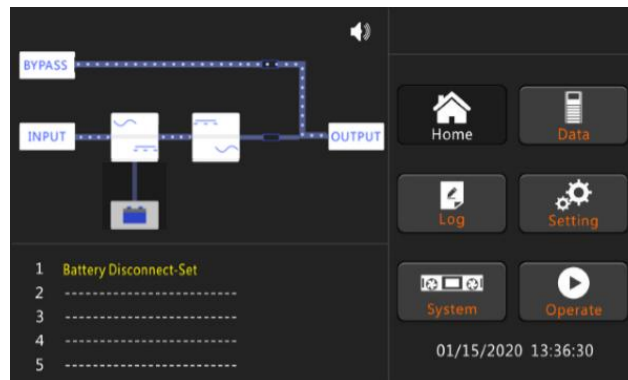 BYPASS
INPUT
OUTPUT
Home
Data
Log
Setting
System
Operate
1 Battery Disconnect-Set
2 ------------------------
3 ------------------------
4 ------------------------
5 ------------------------
01/15/2020 13:36:30